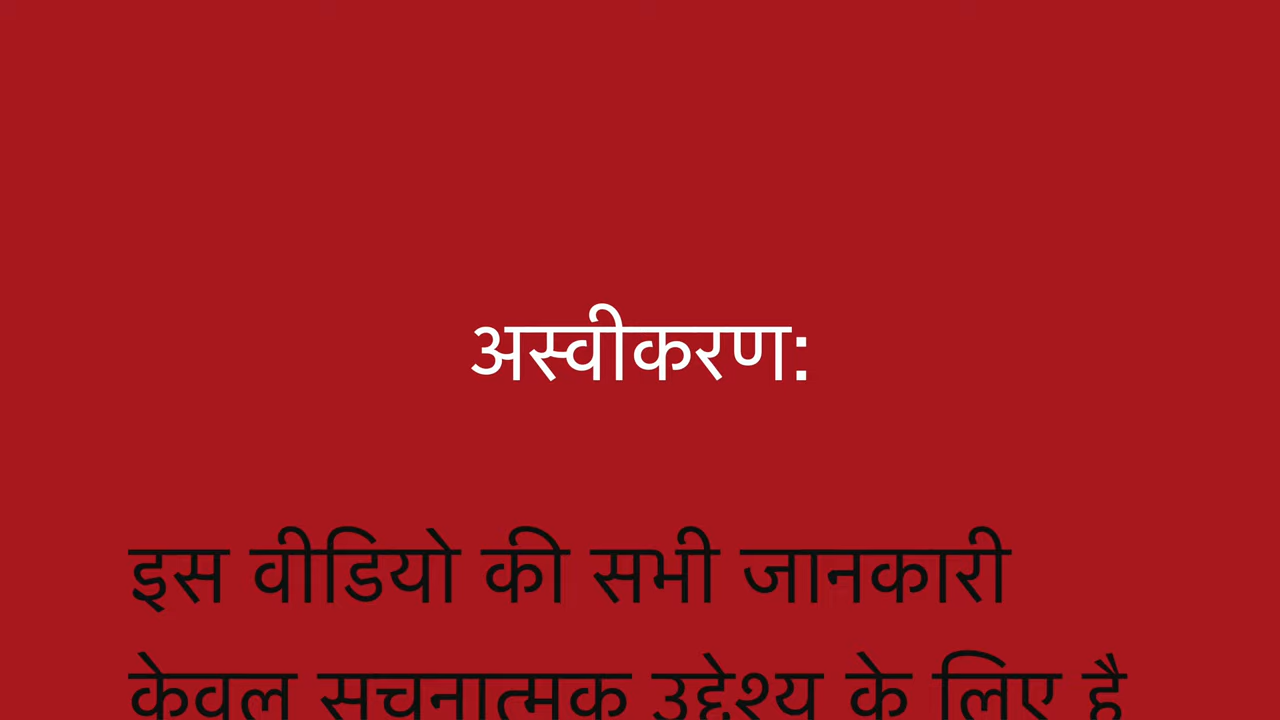 अस्वीकरण:
इस वीडियो की सभी जानकारी
केवल सूचनात्मक उद्देश्य के लिए है